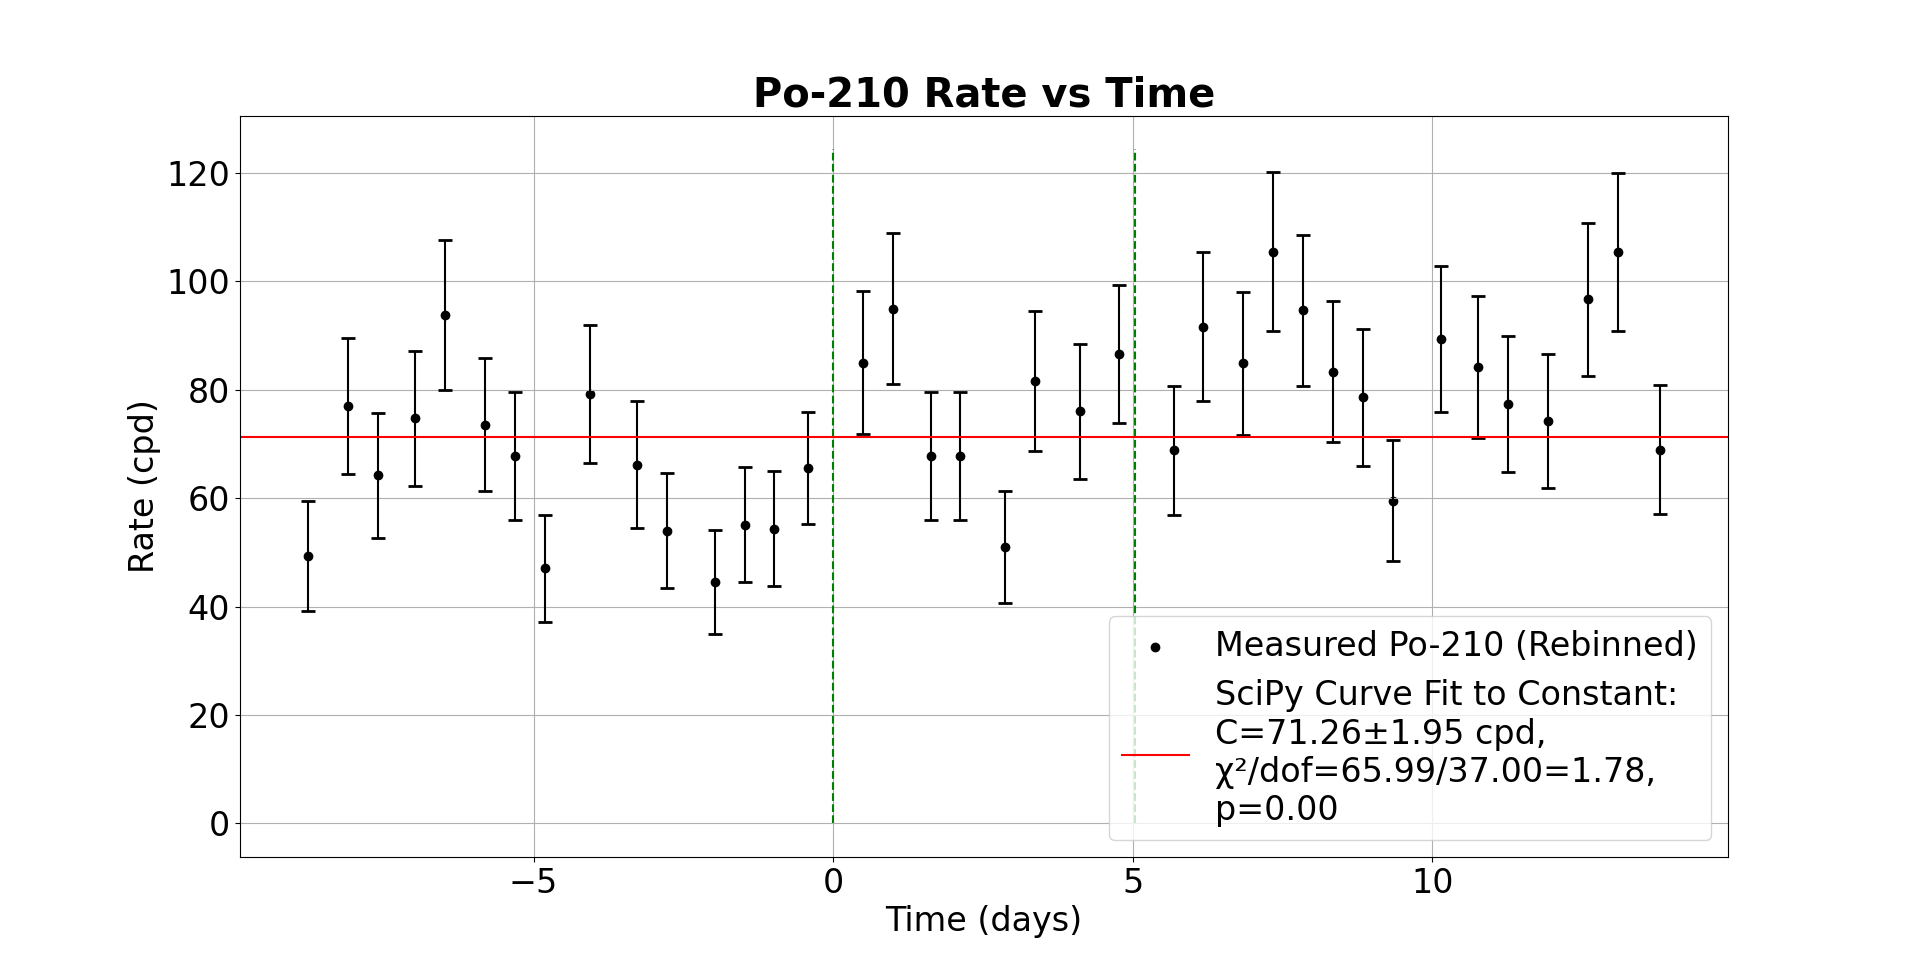 Po-210 Rate vs Time
Rate (cpd)
120
100
80
60
40
20
0
−5
0
5
10
Time (days)
Measured Po-210 (Rebinned)
SciPy Curve Fit to Constant:
C=71.26±1.95 cpd,
χ²/dof=65.99/37.00=1.78,
p=0.00